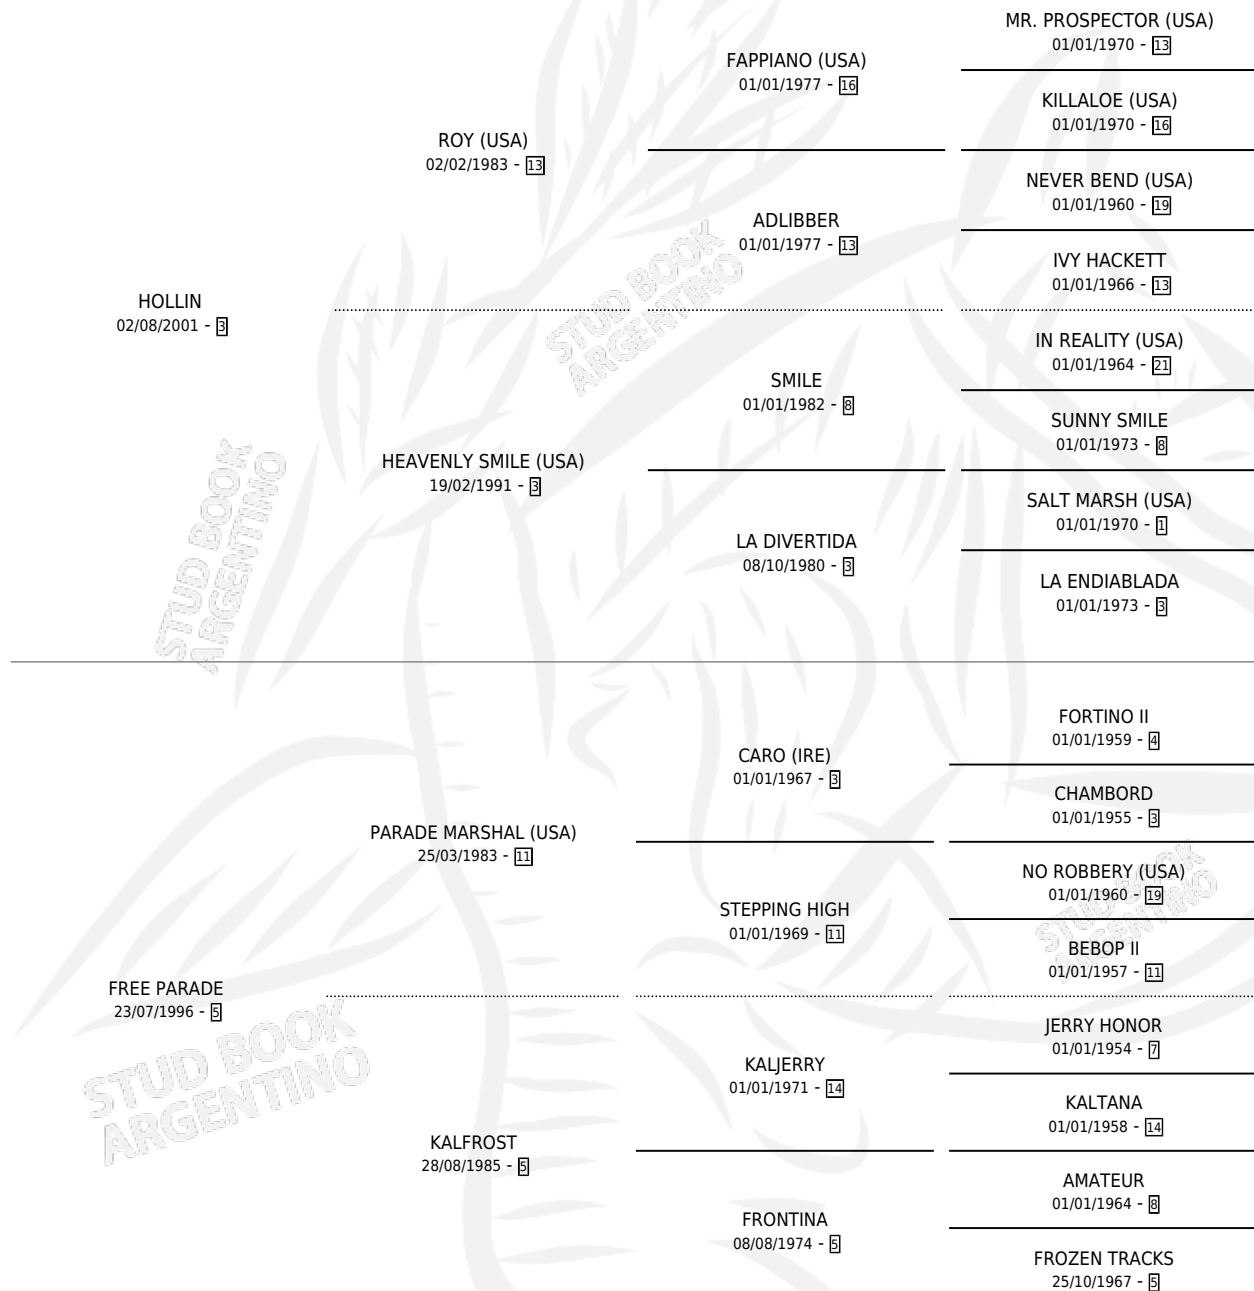 MR. PROSPECTOR (USA)
01/01/1970 - 13
FAPPIANO (USA)
01/01/1977 - 16
KILLALOE (USA)
01/01/1970 - 16
ROY (USA)
02/02/1983 - 13
NEVER BEND (USA)
01/01/1960 - 19
ADLIBBER
01/01/1977 - 13
IVY HACKETT
01/01/1966 - 13
HOLLIN
02/08/2001 - 3
IN REALITY (USA)
01/01/1964 - 21
SMILE
01/01/1982 - 8
SUNNY SMILE
01/01/1973 - 8
HEAVENLY SMILE (USA)
19/02/1991 - 3
SALT MARSH (USA)
01/01/1970 - 1
LA DIVERTIDA
08/10/1980 - 3
LA ENDIABLADA
01/01/1973 - 3
FORTINO II
01/01/1959 - 4
CARO (IRE)
01/01/1967 - 3
CHAMBORD
01/01/1955 - 3
PARADE MARSHAL (USA)
25/03/1983 - 11
NO ROBBERY (USA)
01/01/1960 - 19
STEPPING HIGH
01/01/1969 - 11
BEBOP II
01/01/1957 - 11
FREE PARADE
23/07/1996 - 5
JERRY HONOR
01/01/1954 - 7
KALJERRY
01/01/1971 - 14
KALTANA
01/01/1958 - 14
KALFROST
28/08/1985 - 5
AMATEUR
01/01/1964 - 8
FRONTINA
08/08/1974 - 5
FROZEN TRACKS
25/10/1967 - 5
STUD BOOK
ARGENTINO
STUD BOOK
ARGENTINO
STUD BOOK
ARGENTINO
STUD BOOK
ARGENTINO